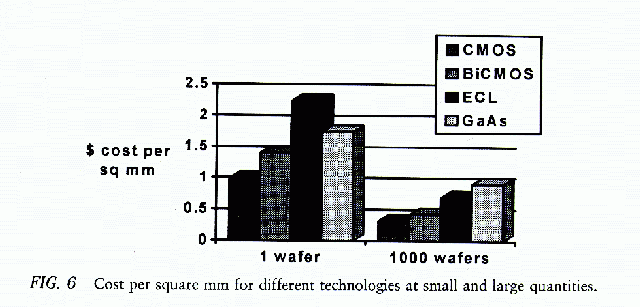 CMOS
BiCMOS
ECL
GaAs
2.5
2
1.5
1
0.5
0
$ cost per
sq mm
1 wafer
1000 wafers
FIG. 6 Cost per square mm for different technologies at small and large quantities.